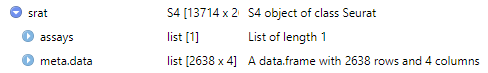 srat S4 [13714 x 2 S4 object of class Seurat
assays list [1] List of length 1
meta.data list [2638 x 4] A data.frame with 2638 rows and 4 columns